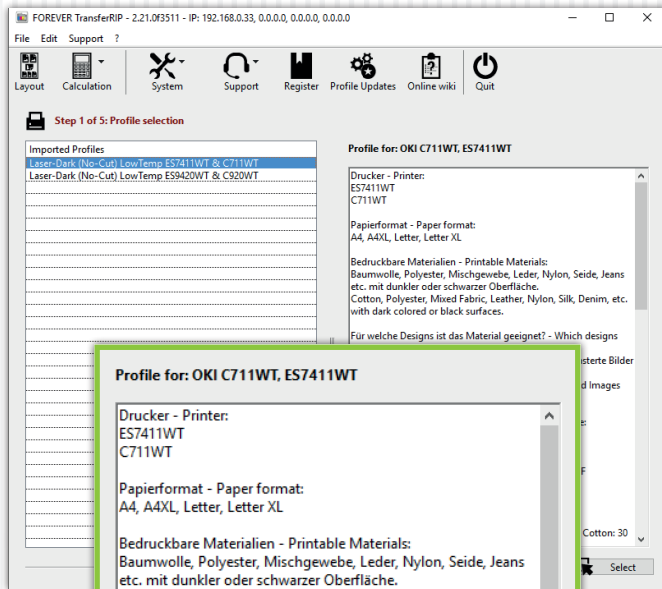 FOREVER TransferRIP - 2.21.0f3511 - IP: 192.168.0.33, 0.0.0.0, 0.0.0.0, 0.0.0.0
File Edit Support ?
Layout Calculation System Support Register Profile Updates Online wiki Quit
Step 1 of 5: Profile selection
Imported Profiles
Laser-Dark (No-Cut) LowTemp ES7411WT & C711WT
Laser-Dark (No-Cut) LowTemp ES9420WT & C920WT
Profile for: OKI C711WT, ES7411WT
Drucker - Printer:
ES7411WT
C711WT
Papierformat - Paper format:
A4, A4XL, Letter, Letter XL
Bedruckbare Materialien - Printable Materials:
Baumwolle, Polyester, Mischgewebe, Leder, Nylon, Seide, Jeans
etc. mit dunkler oder schwarzer Oberfläche.
Cotton, Polyester, Mixed Fabric, Leather, Nylon, Silk, Denim, etc.
with dark colored or black surfaces.
Für welche Designs ist das Material geeignet? - Which designs
sterte Bilder
d Images
e:
F
Cotton: 30
Select
Profile for: OKI C711WT, ES7411WT
Drucker - Printer:
ES7411WT
C711WT
Papierformat - Paper format:
A4, A4XL, Letter, Letter XL
Bedruckbare Materialien - Printable Materials:
Baumwolle, Polyester, Mischgewebe, Leder, Nylon, Seide, Jeans
etc. mit dunkler oder schwarzer Oberfläche.